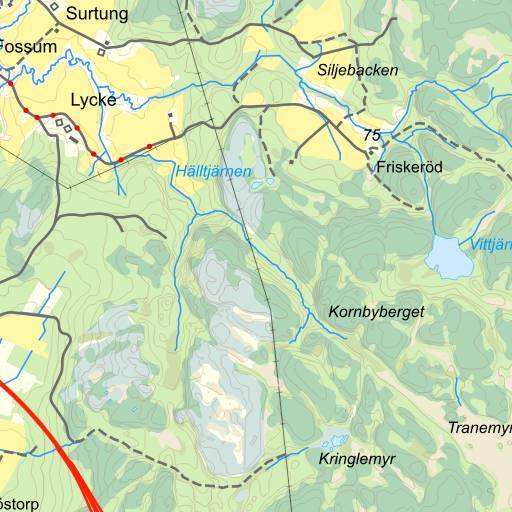 Surtung
Fossum
Siljebacken
Lycke
75
Friskeröd
Hälltjärnen
Vittjärn
Kornbyberget
Tranemyr
Kringlemyr
östorp